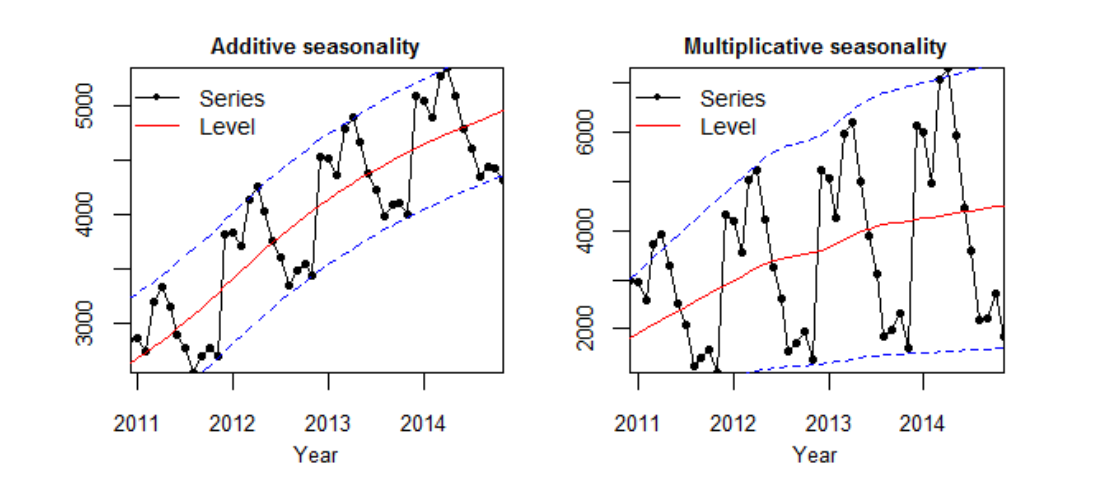 Additive seasonality
Series
Level
5000
4000
3000
2011 2012 2013 2014
Year
Multiplicative seasonality
Series
Level
6000
4000
2000
2011 2012 2013 2014
Year